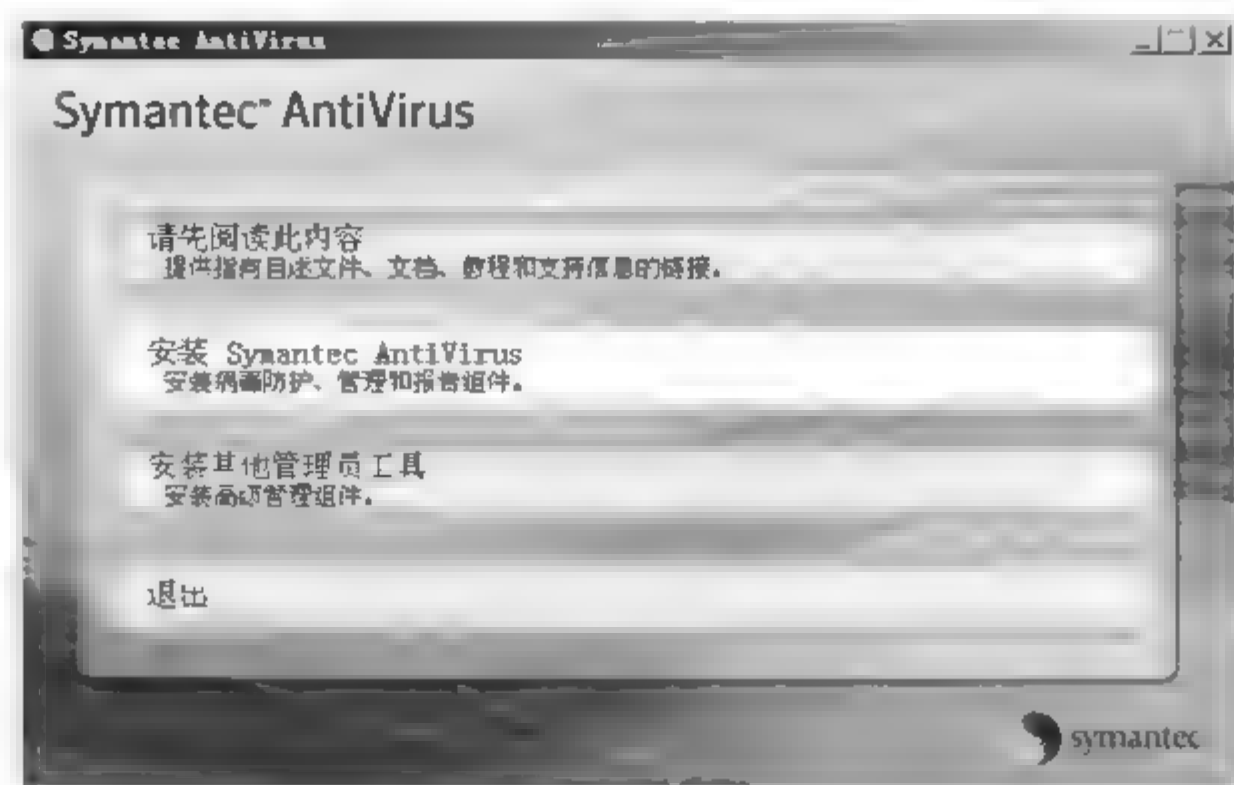 Symantec AntiVirus
Symantec™ AntiVirus
请先阅读此内容
提供指向自述文件、文档、教程和支持信息的链接。
安装 Symantec AntiVirus
安装病毒防护、管理和报告组件。
安装其他管理员工具
安装高级管理组件。
退出
symantec